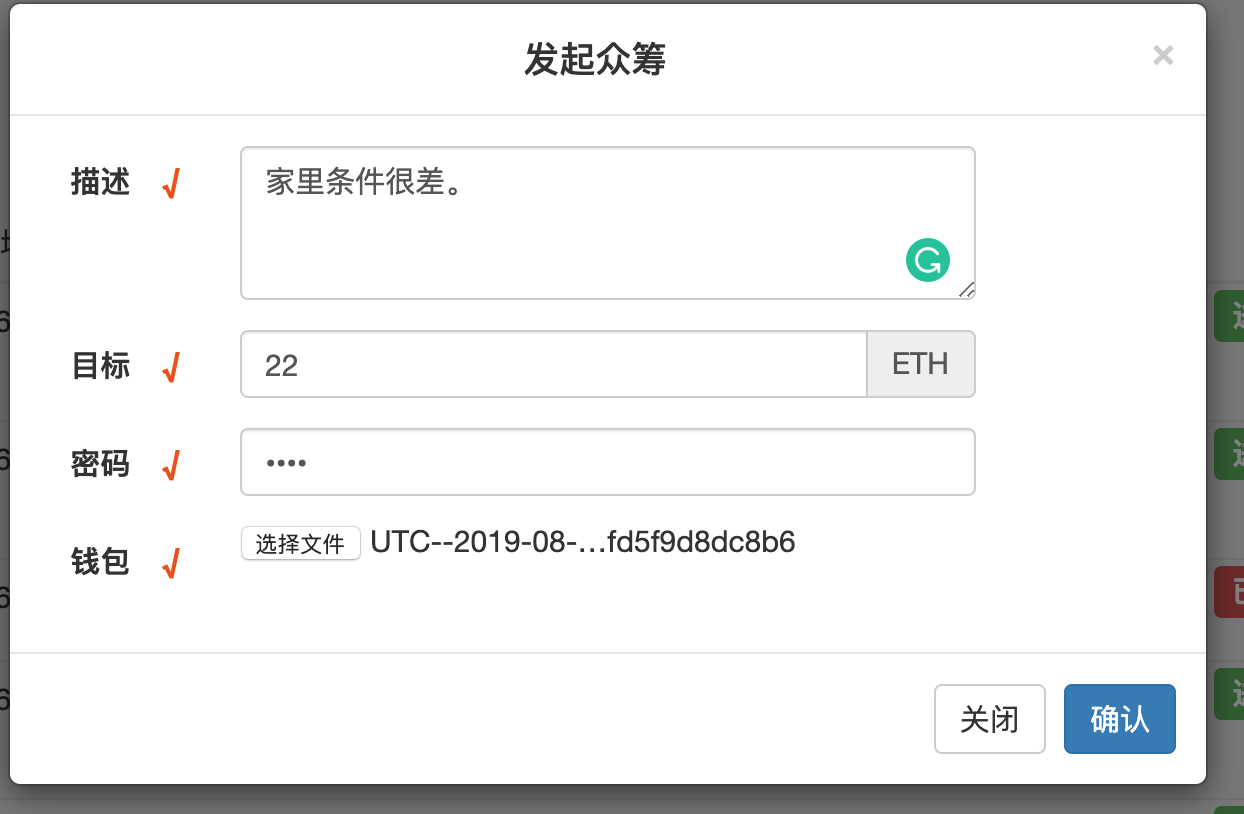 发起众筹
×
描述 √
家里条件很差。
目标 √
22
ETH
密码 √
••••
钱包 √
选择文件 UTC--2019-08-…fd5f9d8dc8b6
关闭
确认